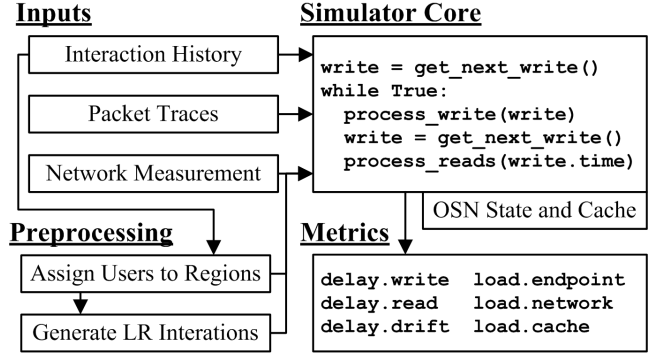 Inputs
Interaction History
Packet Traces
Network Measurement
Preprocessing
Assign Users to Regions
Generate LR Interations
Simulator Core
write = get_next_write()
while True:
process_write(write)
write = get_next_write()
process_reads(write.time)
OSN State and Cache
Metrics
delay.write load.endpoint
delay.read load.network
delay.drift load.cache